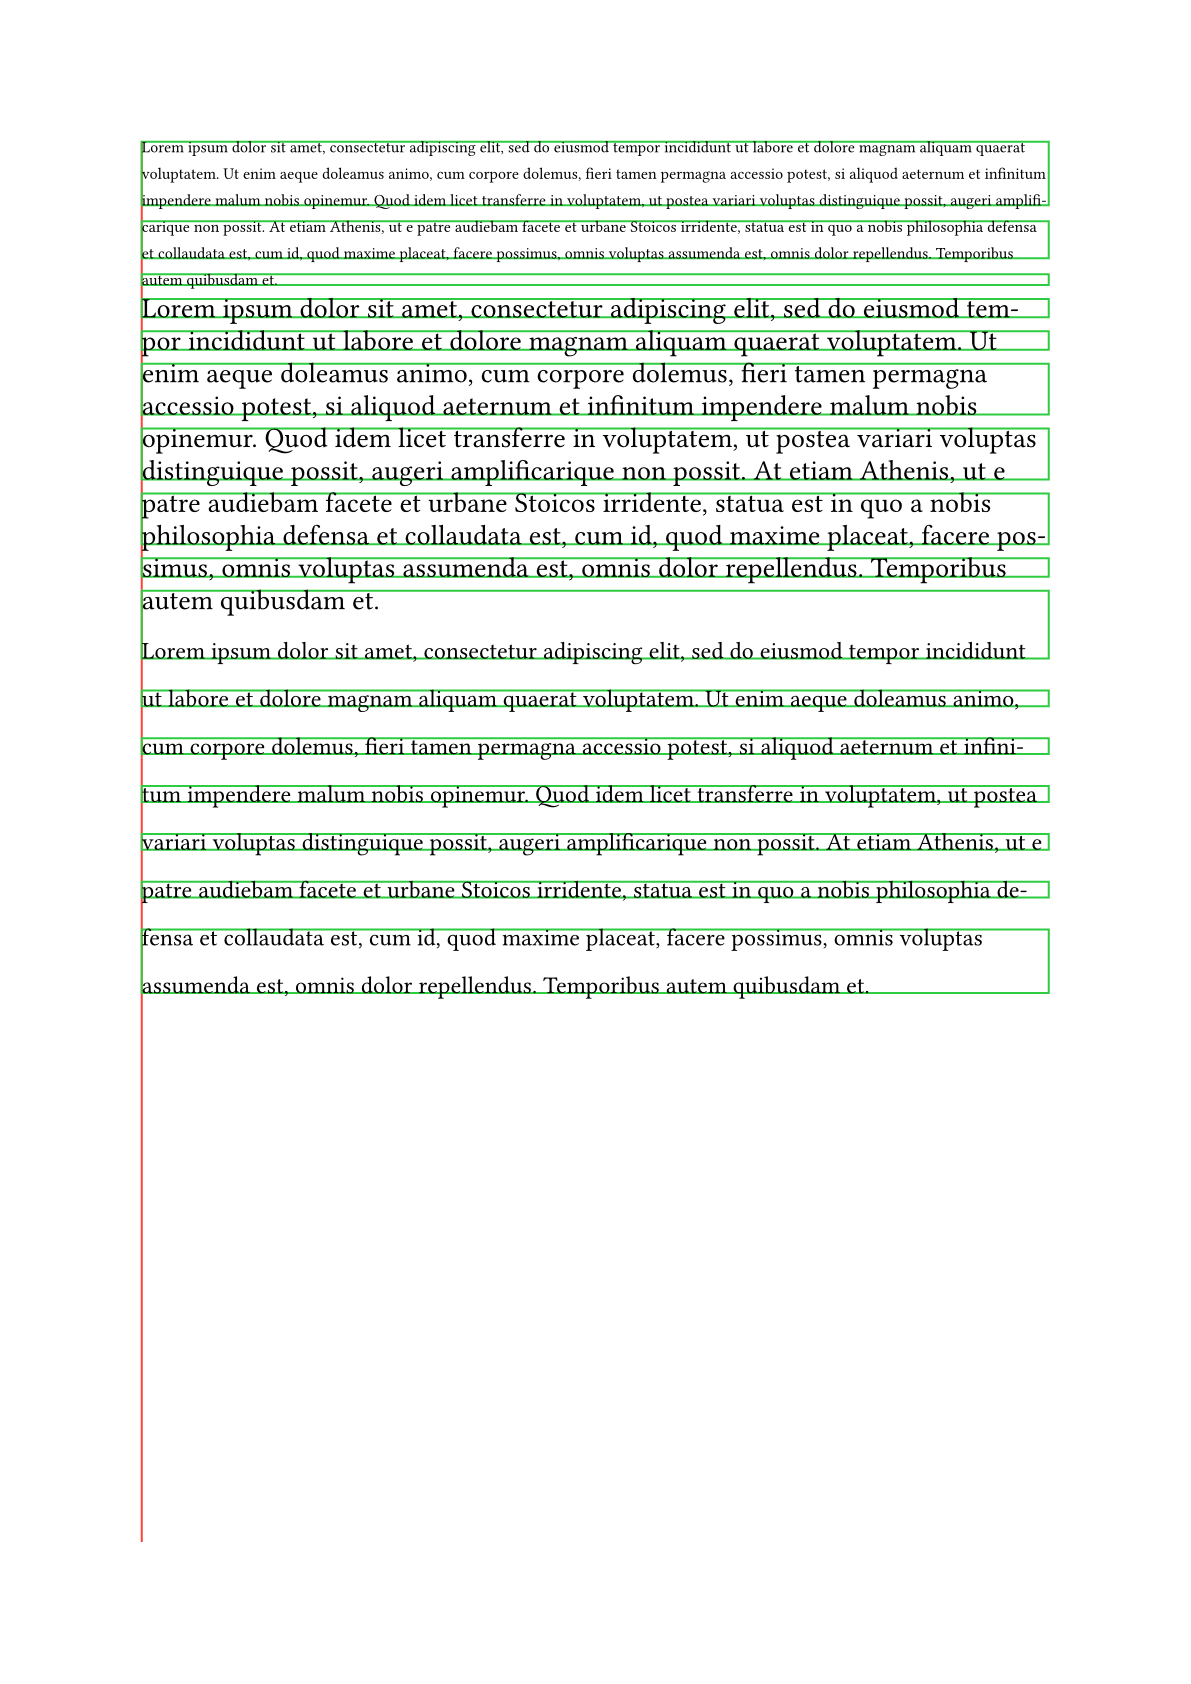 Lorem ipsum dolor sit amet, consectetur adipiscing elit, sed do eiusmod tempor incididunt ut labore et dolore magnam aliquam quaerat
voluptatem. Ut enim aeque doleamus animo, cum corpore dolemus, fieri tamen permagna accessio potest, si aliquod aeternum et infinitum
impendere malum nobis opinemur. Quod idem licet transferre in voluptatem, ut postea variari voluptas distinguique possit, augeri amplifi-
carique non possit. At etiam Athenis, ut e patre audiebam facete et urbane Stoicos irridente, statua est in quo a nobis philosophia defensa
et collaudata est, cum id, quod maxime placeat, facere possimus, omnis voluptas assumenda est, omnis dolor repellendus. Temporibus
autem quibusdam et.
Lorem ipsum dolor sit amet, consectetur adipiscing elit, sed do eiusmod tem-
por incididunt ut labore et dolore magnam aliquam quaerat voluptatem. Ut
enim aeque doleamus animo, cum corpore dolemus, fieri tamen permagna
accessio potest, si aliquod aeternum et infinitum impendere malum nobis
opinemur. Quod idem licet transferre in voluptatem, ut postea variari voluptas
distinguique possit, augeri amplificarique non possit. At etiam Athenis, ut e
patre audiebam facete et urbane Stoicos irridente, statua est in quo a nobis
philosophia defensa et collaudata est, cum id, quod maxime placeat, facere pos-
simus, omnis voluptas assumenda est, omnis dolor repellendus. Temporibus
autem quibusdam et.
Lorem ipsum dolor sit amet, consectetur adipiscing elit, sed do eiusmod tempor incididunt
ut labore et dolore magnam aliquam quaerat voluptatem. Ut enim aeque doleamus animo,
cum corpore dolemus, fieri tamen permagna accessio potest, si aliquod aeternum et infini-
tum impendere malum nobis opinemur. Quod idem licet transferre in voluptatem, ut postea
variari voluptas distinguique possit, augeri amplificarique non possit. At etiam Athenis, ut e
patre audiebam facete et urbane Stoicos irridente, statua est in quo a nobis philosophia de-
fensa et collaudata est, cum id, quod maxime placeat, facere possimus, omnis voluptas
assumenda est, omnis dolor repellendus. Temporibus autem quibusdam et.